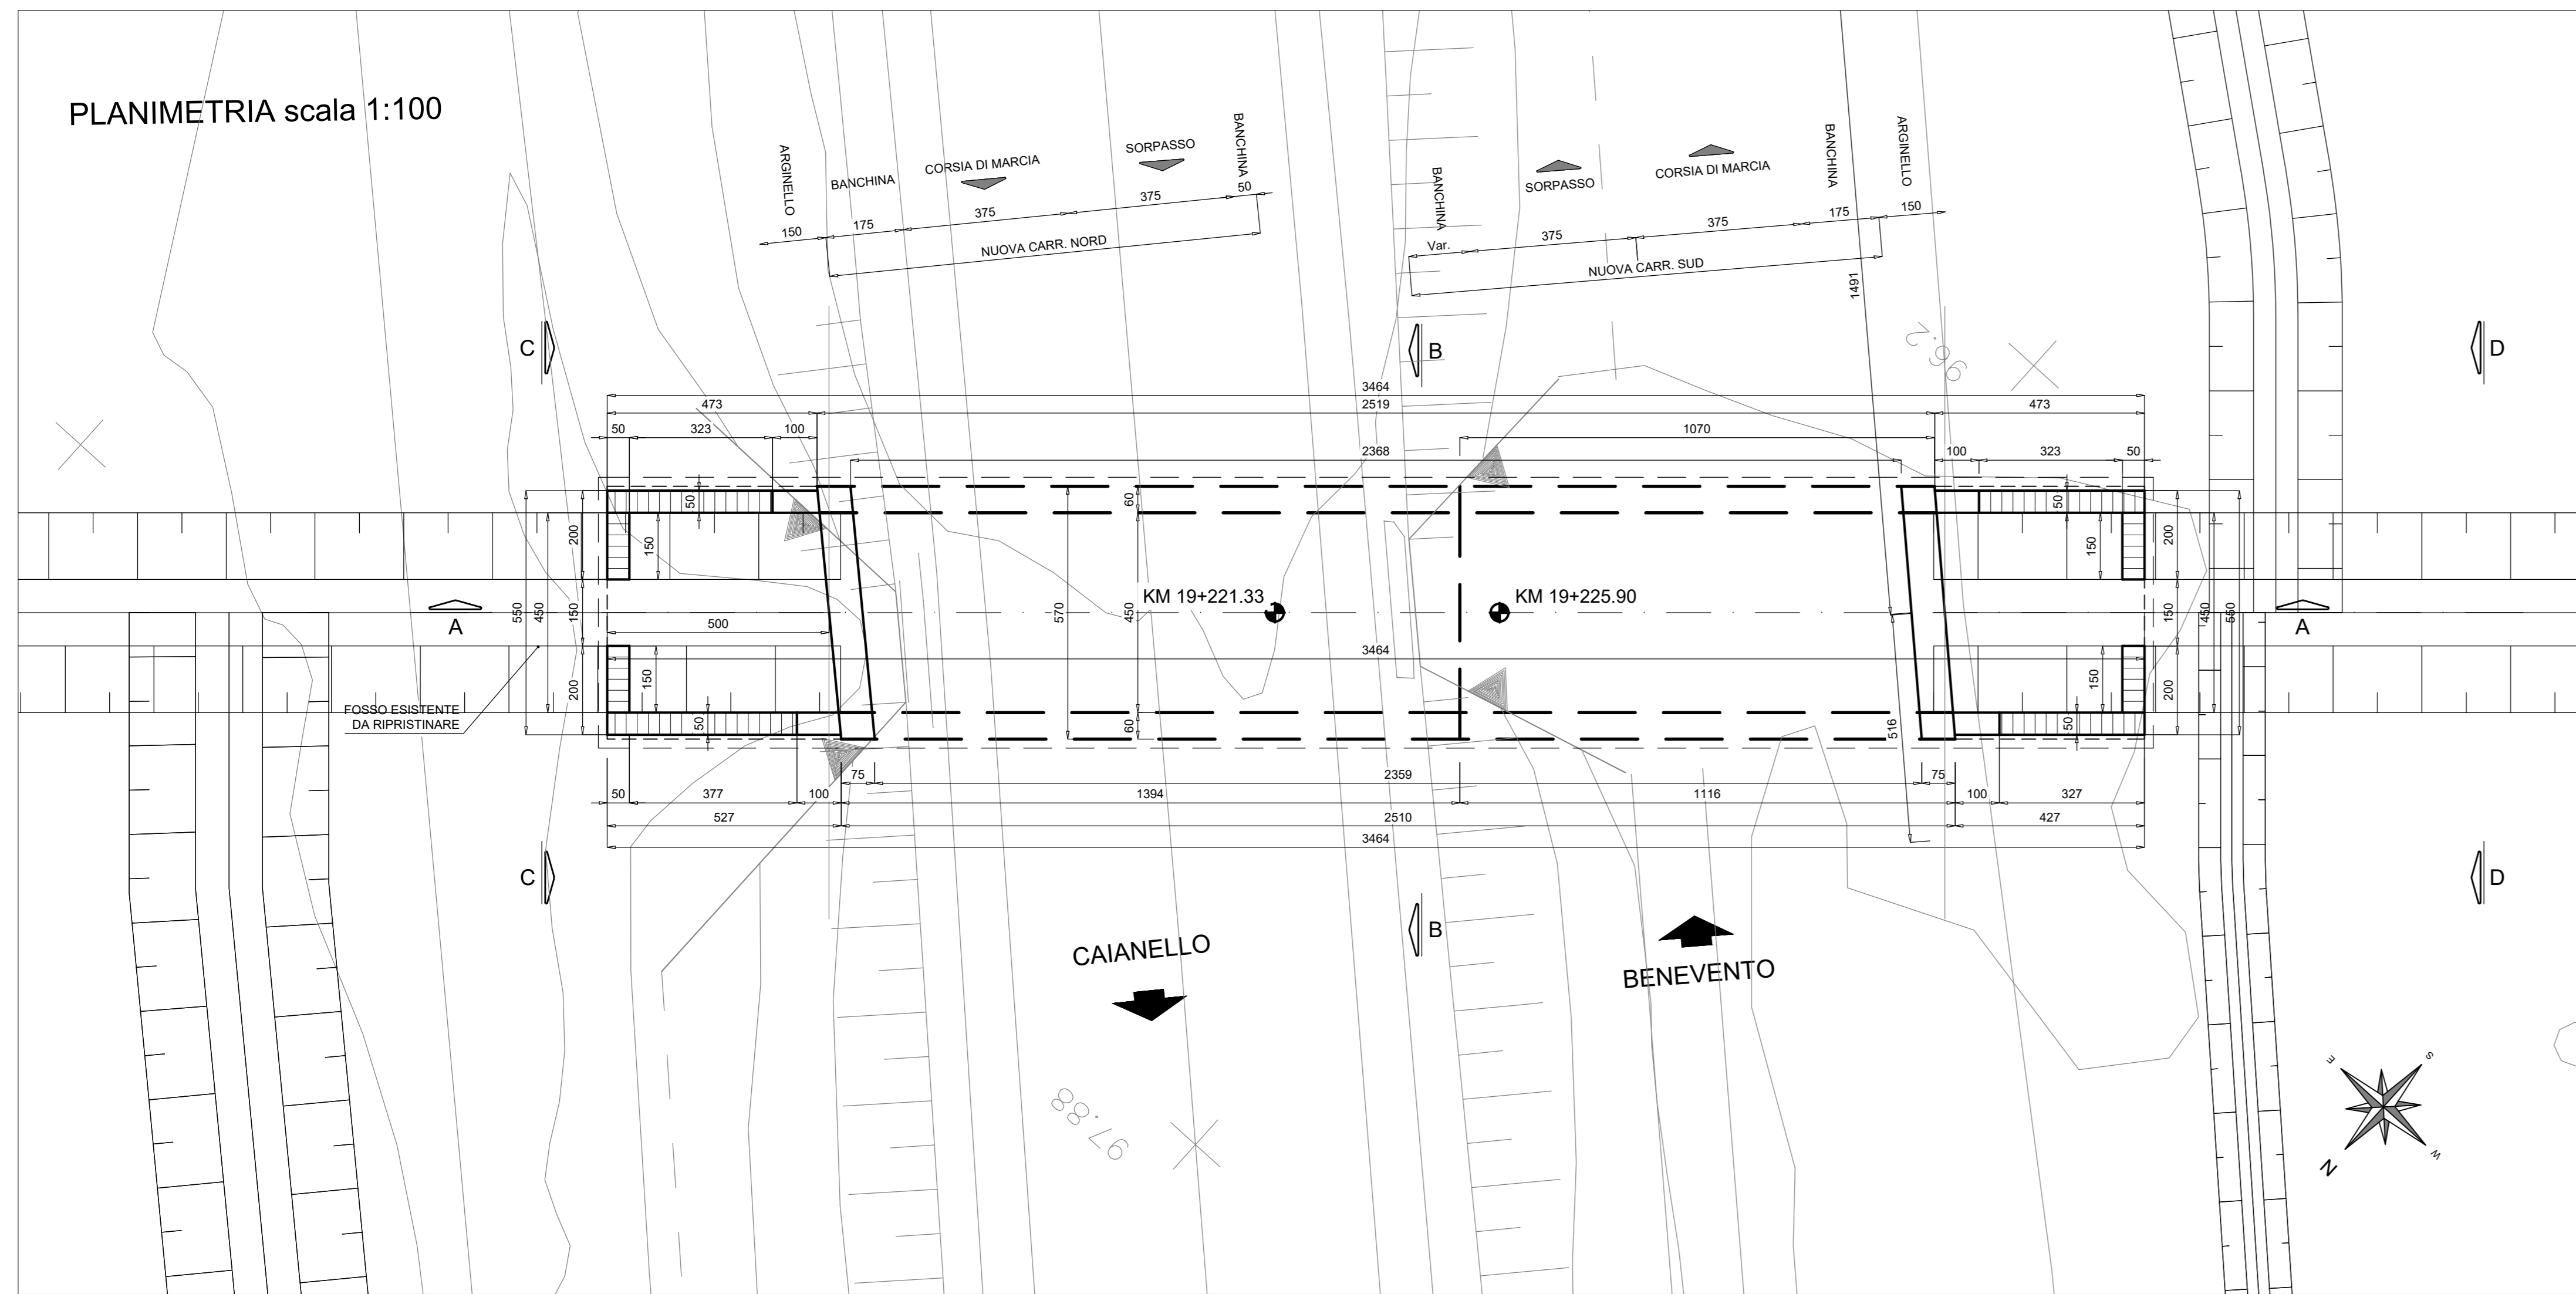 PLANIMETRIA scala 1:100
ARGINELLO
BANCHINA
CORSIA DI MARCIA
SORPASSO
BANCHINA
150
175
375
375
50
NUOVA CARR. NORD
BANCHINA
SORPASSO
CORSIA DI MARCIA
BANCHINA
ARGINELLO
Var.
375
375
175
150
NUOVA CARR. SUD
1491
96.2
C
B
D
3464
473
2519
473
50
323
100
1070
2368
100
323
50
50
60
50
200
150
150
200
550
450
150
570
450
KM 19+221.33
KM 19+225.90
150
450
550
A
A
500
3464
FOSSO ESISTENTE
DA RIPRISTINARE
200
150
50
60
516
50
150
200
75
2359
75
50
377
100
1394
1116
100
327
527
2510
427
3464
C
B
D
CAIANELLO
BENEVENTO
97.88
E
S
N
W